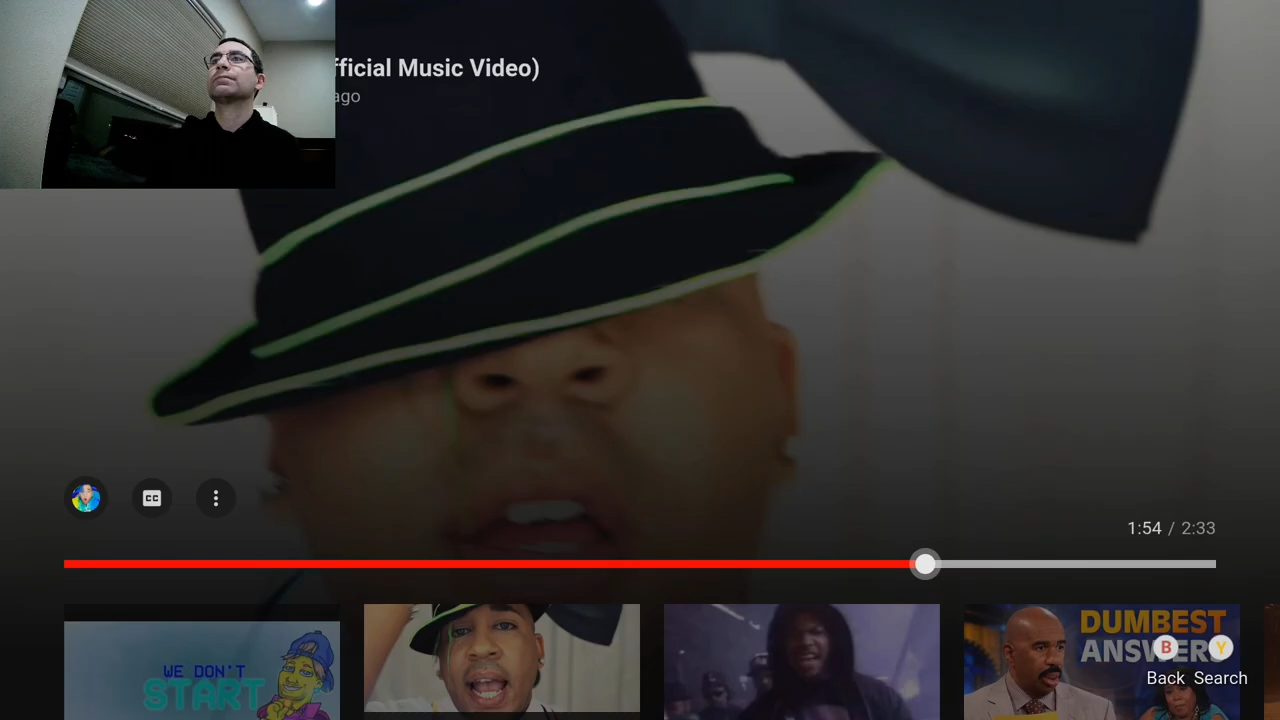 fficial Music Video)
ago
CC
1:54 / 2:33
WE DON'T
START
DUMBEST
ANSWERS
B Y
Back Search